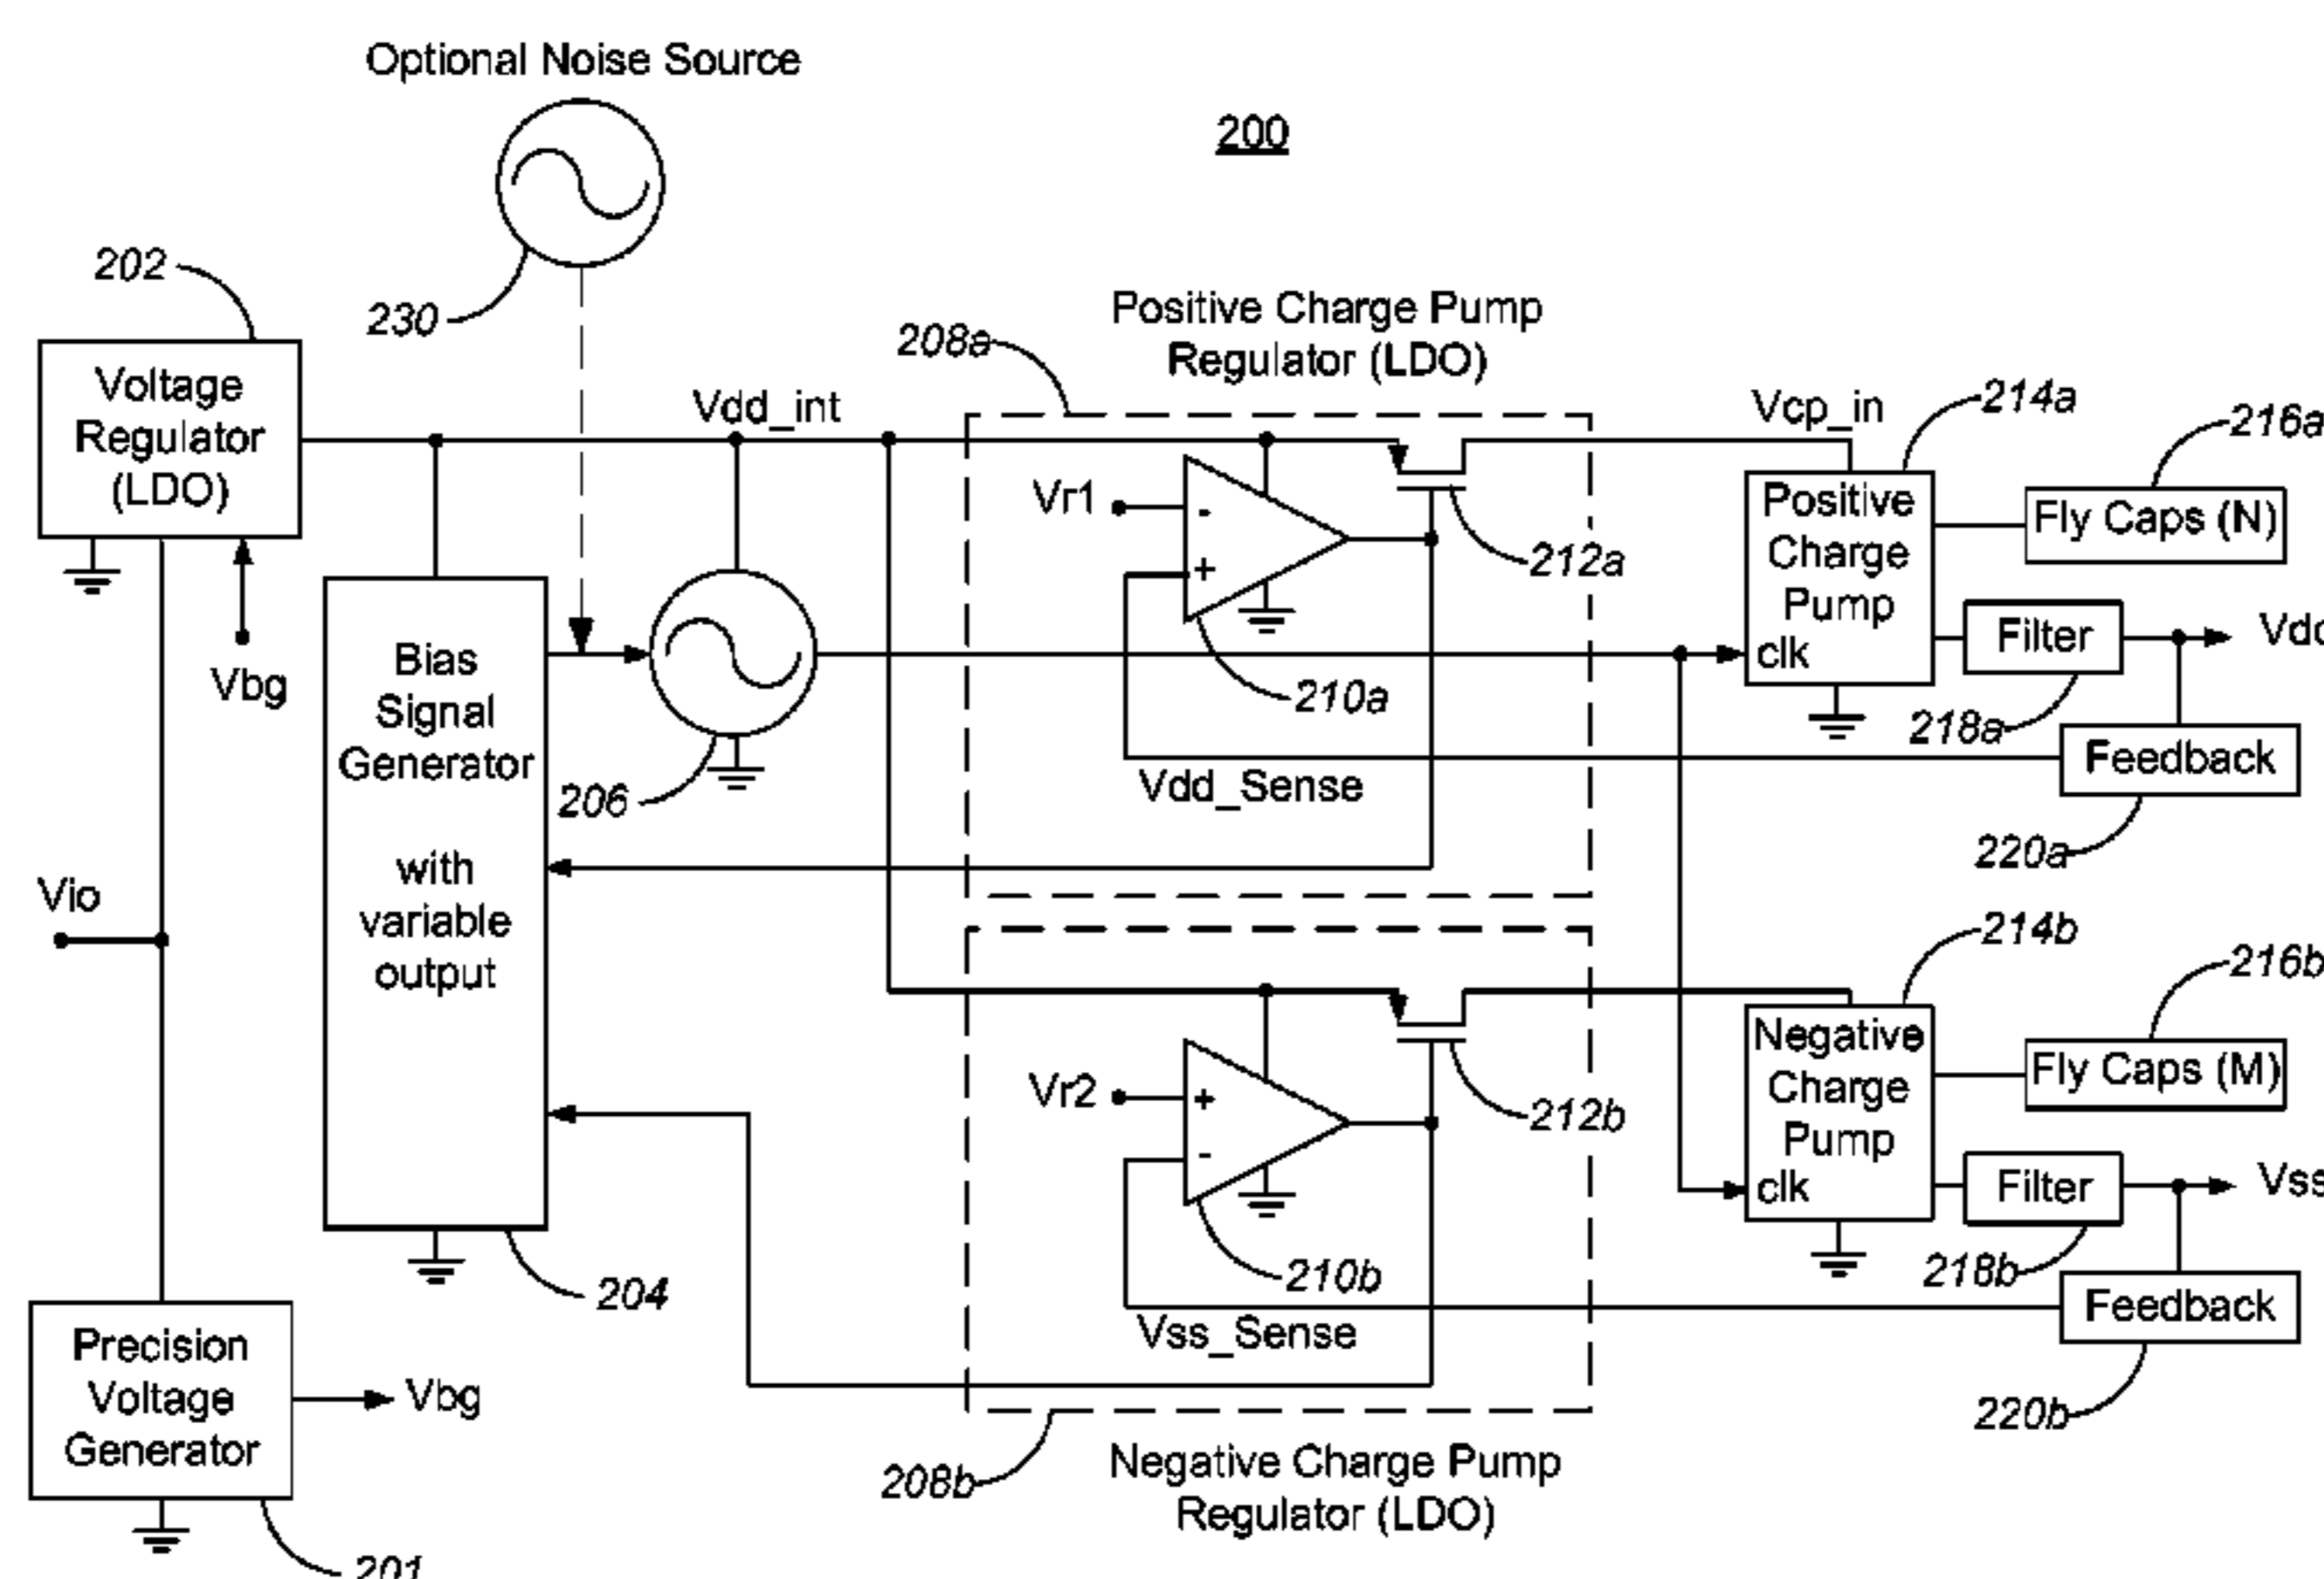 Optional Noise Source
200
202
230
Positive Charge Pump
Regulator (LDO)
208a
Voltage
Regulator
(LDO)
Vdd_int
Vcp_in
214a
216a
Vr1
-
+
212a
Positive
Charge
Pump
clk
Fly Caps (N)
Vbg
Bias
Signal
Generator
with
variable
output
206
210a
Filter
218a
Vdd_Sense
Feedback
220a
Vio
214b
216b
Vr2
+
-
212b
Negative
Charge
Pump
clk
Fly Caps (M)
204
210b
Filter
Vss
218b
Vss_Sense
Feedback
220b
Precision
Voltage
Generator
Vbg
208b
Negative Charge Pump
Regulator (LDO)
201